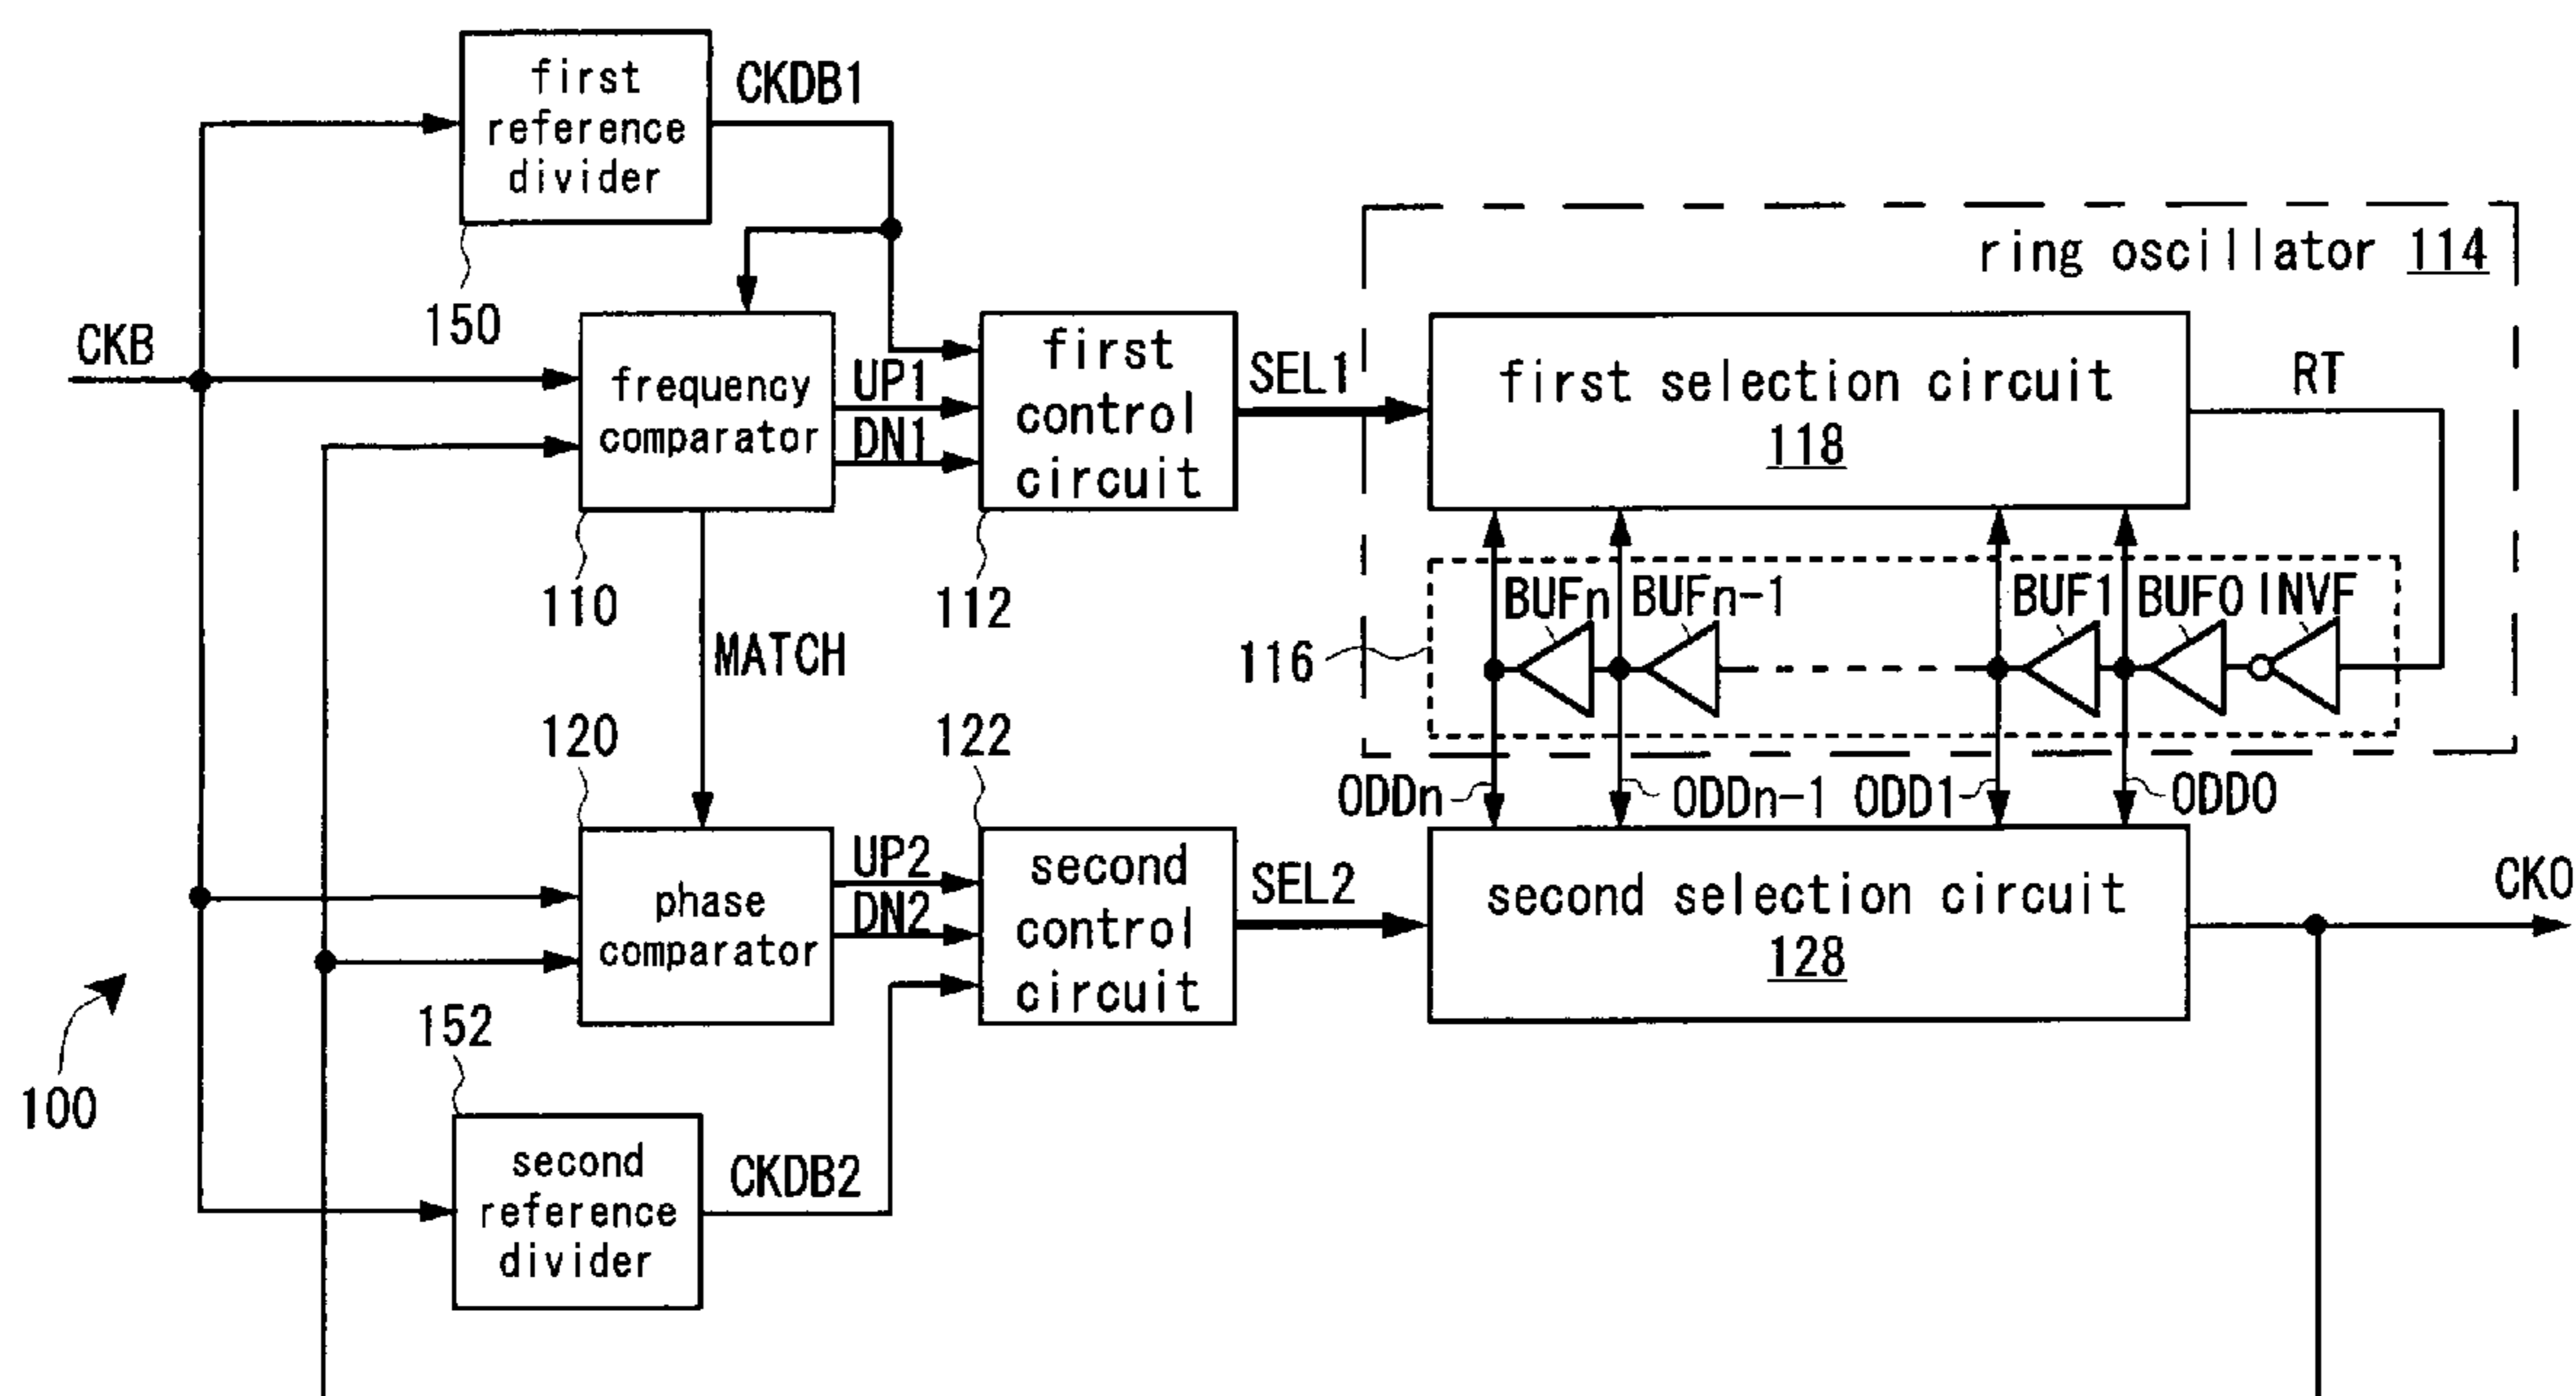 first
reference
divider
CKDB1
150
CKB
frequency
comparator
110
UP1
DN1
first
control
circuit
112
SEL1
ring oscillator 114
first selection circuit
118
RT
BUFn
BUFn-1
BUF1
BUF0
INVF
116
MATCH
120
122
ODDn
ODDn-1
ODD1
ODD0
phase
comparator
UP2
DN2
second
control
circuit
SEL2
second selection circuit
128
CKO
100
152
second
reference
divider
CKDB2